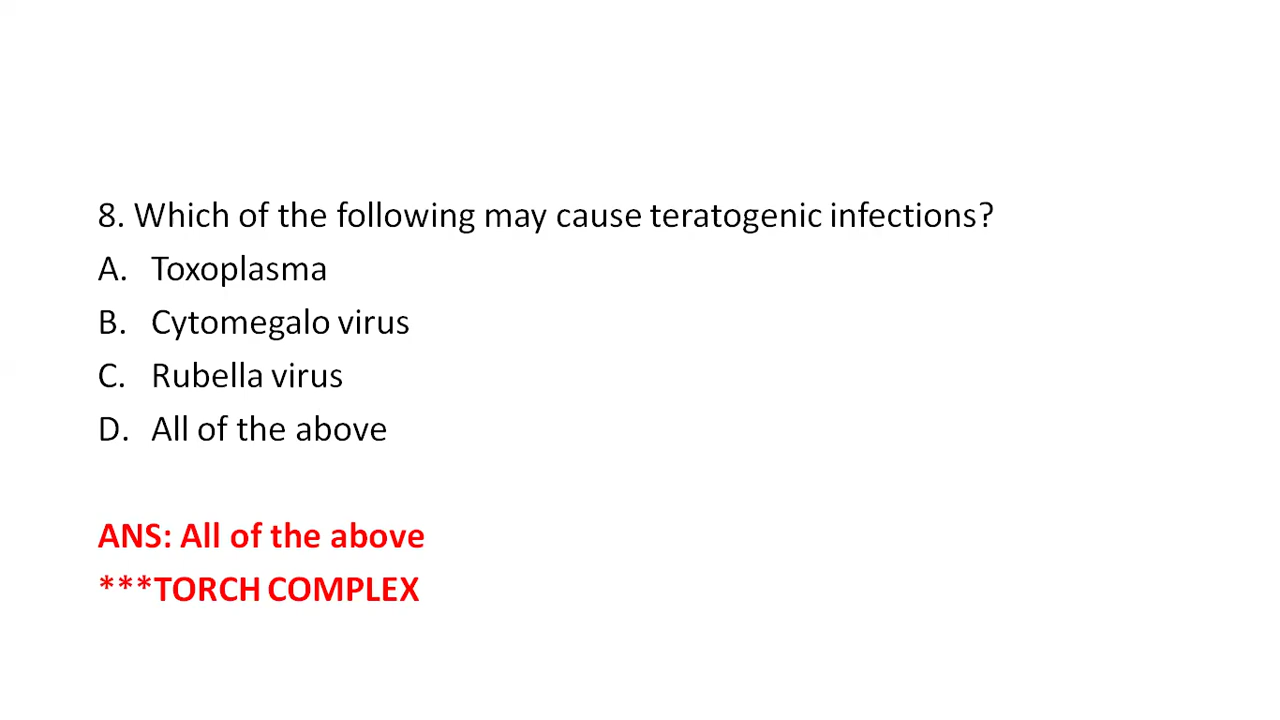 8. Which of the following may cause teratogenic infections?
A. Toxoplasma
B. Cytomegalo virus
C. Rubella virus
D. All of the above
ANS: All of the above
***TORCH COMPLEX